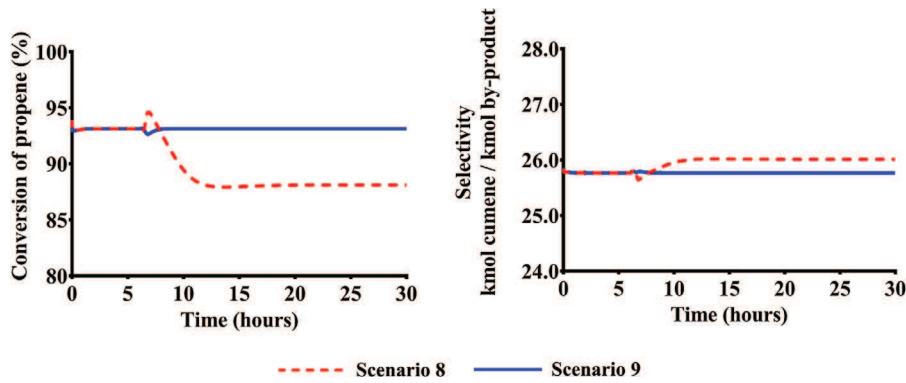 Conversion of propene (%)
100
95
90
85
80
0 5 10 15 20 25 30
Time (hours)
Selectivity
kmol cumene / kmol by-product
28.0
27.0
26.0
25.0
24.0
0 5 10 15 20 25 30
Time (hours)
Scenario 8 Scenario 9